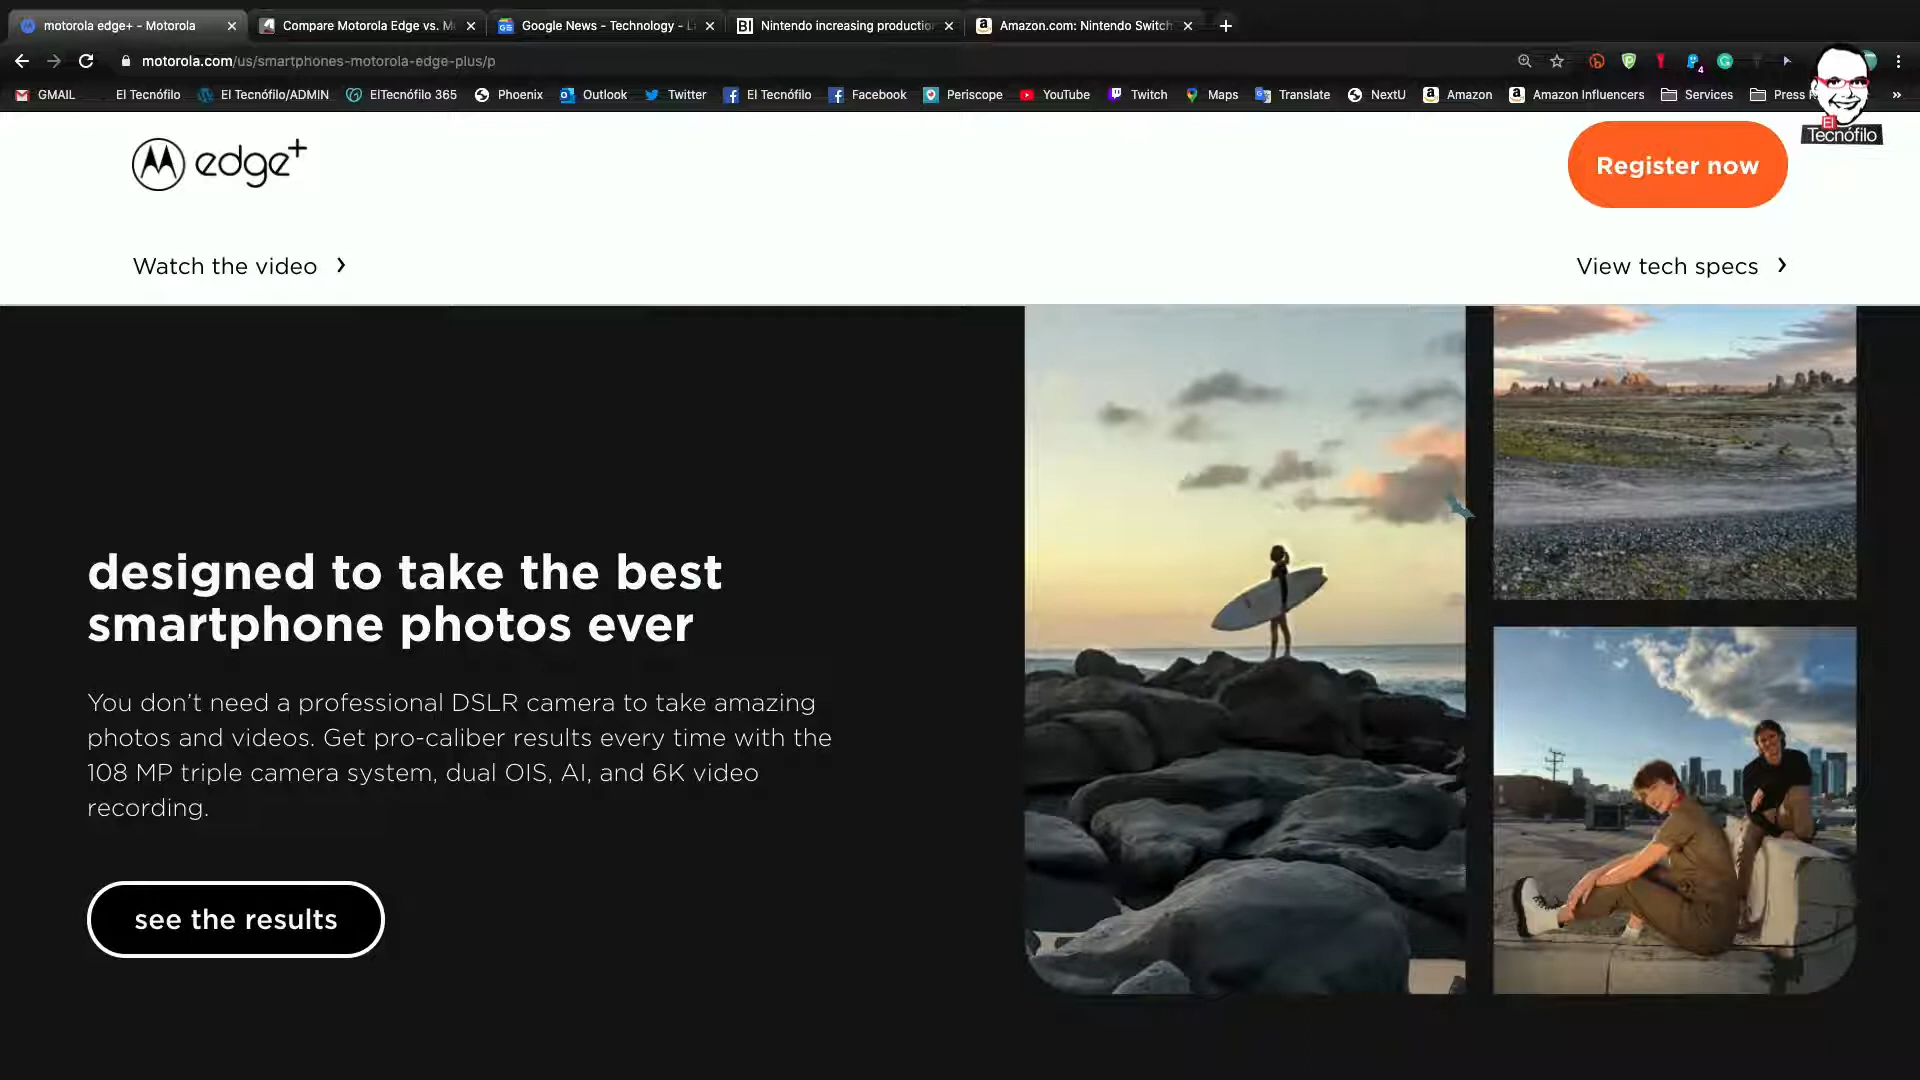 motorola edge+ - Motorola
Compare Motorola Edge vs. M
Google News - Technology - L
Nintendo increasing productio
Amazon.com: Nintendo Switch
motorola.com/us/smartphones-motorola-edge-plus/p
GMAIL
El Tecnófilo
El Tecnófilo/ADMIN
ElTecnófilo 365
Phoenix
Outlook
Twitter
El Tecnófilo
Facebook
Periscope
YouTube
Twitch
Maps
Translate
NextU
Amazon
Amazon Influencers
Services
Press
El
Tecnófilo
edge+
Register now
Watch the video
View tech specs
designed to take the best
smartphone photos ever
You don’t need a professional DSLR camera to take amazing
photos and videos. Get pro-caliber results every time with the
108 MP triple camera system, dual OIS, AI, and 6K video
recording.
see the results